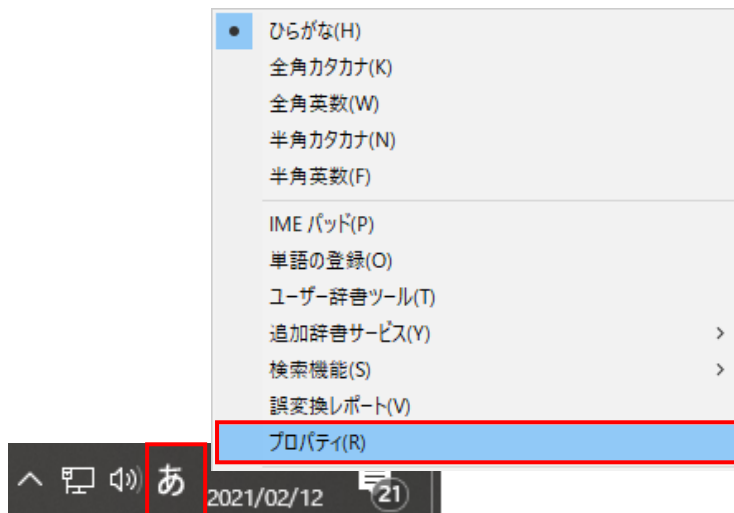 ひらがな(H)
全角カタカナ(K)
全角英数(W)
半角カタカナ(N)
半角英数(F)
IME パッド(P)
単語の登録(O)
ユーザー辞書ツール(T)
追加辞書サービス(Y)
検索機能(S)
誤変換レポート(V)
プロパティ(R)
あ
2021/02/12
21